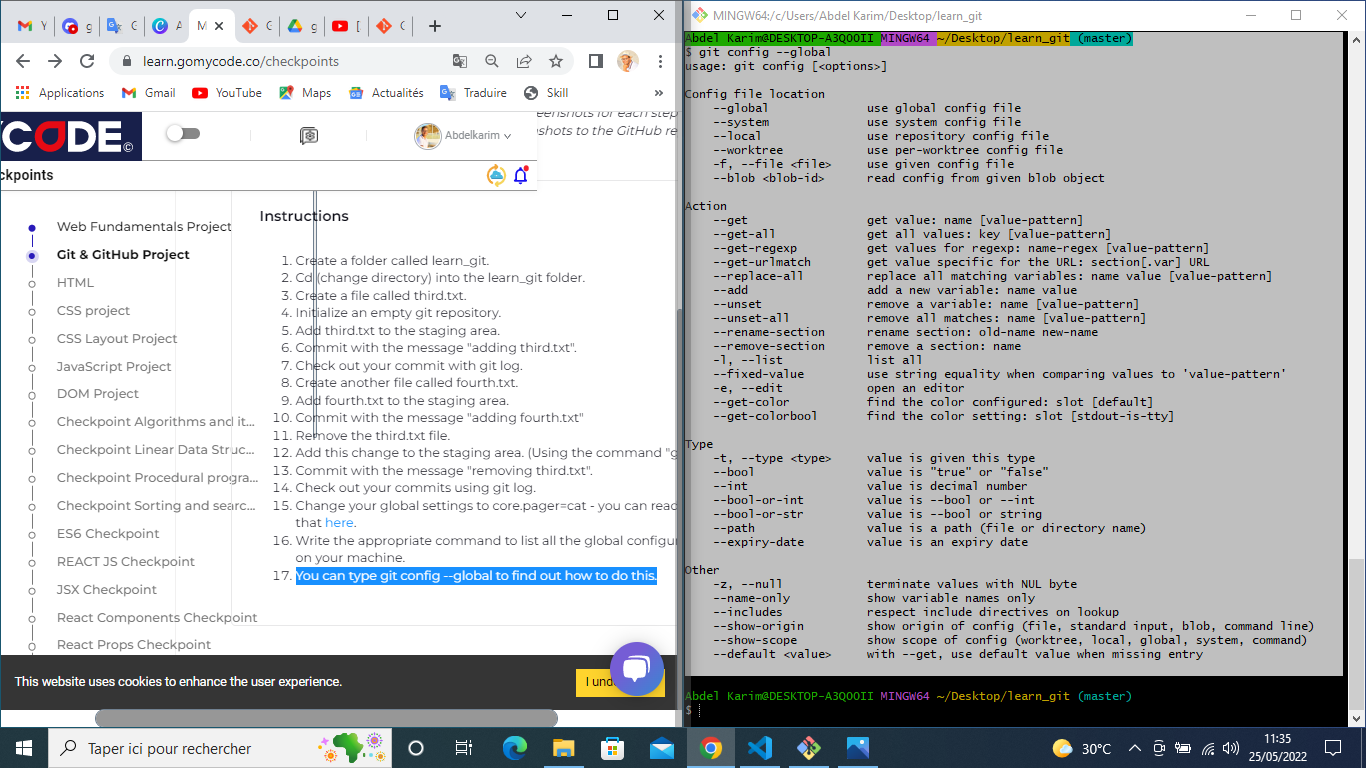 Y
g
G
A
M
G
g
[
G
learn.gomycode.co/checkpoints
Applications
Gmail
YouTube
Maps
Actualités
Traduire
Skill
»
eenshots for each step
shots to the GitHub re
CODE
©
Abdelkarim
ckpoints
Web Fundamentals Project
Git & GitHub Project
HTML
CSS project
CSS Layout Project
JavaScript Project
DOM Project
Checkpoint Algorithms and it...
Checkpoint Linear Data Struc...
Checkpoint Procedural progra...
Checkpoint Sorting and searc...
ES6 Checkpoint
REACT JS Checkpoint
JSX Checkpoint
React Components Checkpoint
React Props Checkpoint
Instructions
1. Create a folder called learn_git.
2. Cd (change directory) into the learn_git folder.
3. Create a file called third.txt.
4. Initialize an empty git repository.
5. Add third.txt to the staging area.
6. Commit with the message "adding third.txt".
7. Check out your commit with git log.
8. Create another file called fourth.txt.
9. Add fourth.txt to the staging area.
10. Commit with the message "adding fourth.txt"
11. Remove the third.txt file.
12. Add this change to the staging area. (Using the command "g
13. Commit with the message "removing third.txt".
14. Check out your commits using git log.
15. Change your global settings to core.pager=cat - you can read
that here.
16. Write the appropriate command to list all the global configur
on your machine.
17. You can type git config --global to find out how to do this.
This website uses cookies to enhance the user experience.
I und
MINGW64:/c/Users/Abdel Karim/Desktop/learn_git
Abdel Karim@DESKTOP-A3QOOII MINGW64 ~/Desktop/learn_git (master)
$ git config --global
usage: git config [<options>]
Config file location
--global use global config file
--system use system config file
--local use repository config file
--worktree use per-worktree config file
-f, --file <file> use given config file
--blob <blob-id> read config from given blob object
Action
--get get value: name [value-pattern]
--get-all get all values: key [value-pattern]
--get-regexp get values for regexp: name-regex [value-pattern]
--get-urlmatch get value specific for the URL: section[.var] URL
--replace-all replace all matching variables: name value [value-pattern]
--add add a new variable: name value
--unset remove a variable: name [value-pattern]
--unset-all remove all matches: name [value-pattern]
--rename-section rename section: old-name new-name
--remove-section remove a section: name
-l, --list list all
--fixed-value use string equality when comparing values to 'value-pattern'
-e, --edit open an editor
--get-color find the color configured: slot [default]
--get-colorbool find the color setting: slot [stdout-is-tty]
Type
-t, --type <type> value is given this type
--bool value is "true" or "false"
--int value is decimal number
--bool-or-int value is --bool or --int
--bool-or-str value is --bool or string
--path value is a path (file or directory name)
--expiry-date value is an expiry date
Other
-z, --null terminate values with NUL byte
--name-only show variable names only
--includes respect include directives on lookup
--show-origin show origin of config (file, standard input, blob, command line)
--show-scope show scope of config (worktree, local, global, system, command)
--default <value> with --get, use default value when missing entry
Abdel Karim@DESKTOP-A3QOOII MINGW64 ~/Desktop/learn_git (master)
$
Taper ici pour rechercher
30°C
11:35
25/05/2022